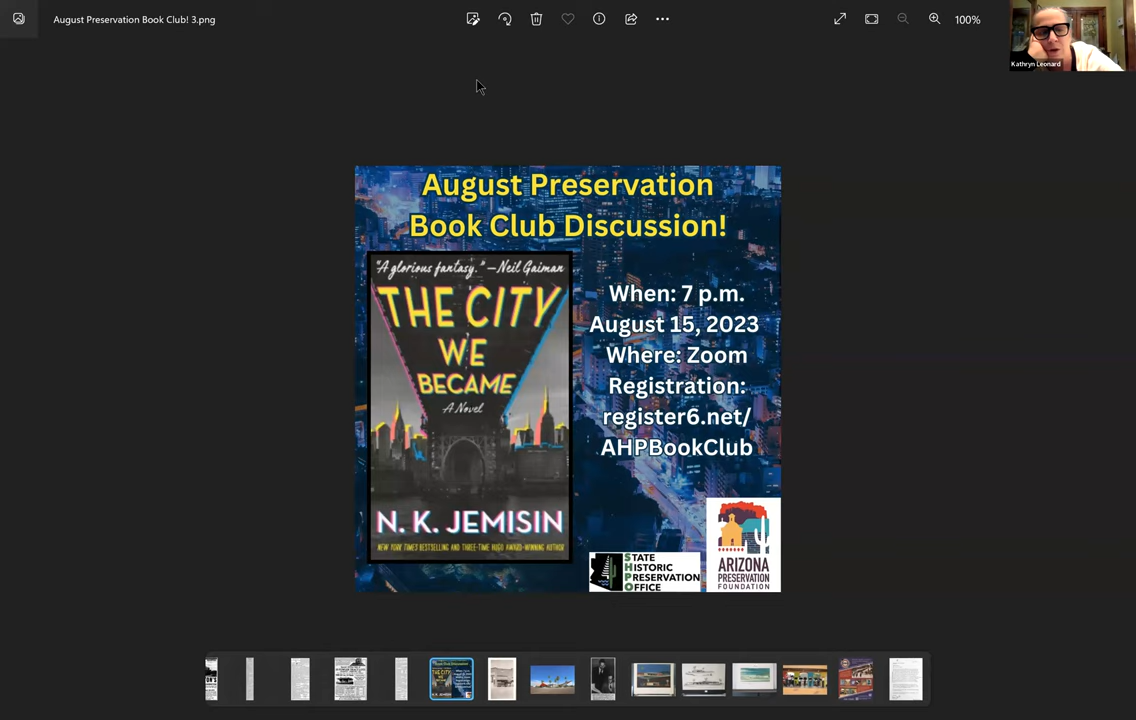 August Preservation Book Club! 3.png
100%
Kathryn Leonard
August Preservation
Book Club Discussion!
"A glorious fantasy." —Neil Gaiman
THE CITY
WE
BECAME
A Novel
N. K. JEMISIN
NEW YORK TIMES BESTSELLING AND THREE-TIME HUGO AWARD-WINNING AUTHOR
When: 7 p.m.
August 15, 2023
Where: Zoom
Registration:
register6.net/
AHPBookClub
STATE
HISTORIC
PRESERVATION
OFFICE
ARIZONA
PRESERVATION
FOUNDATION